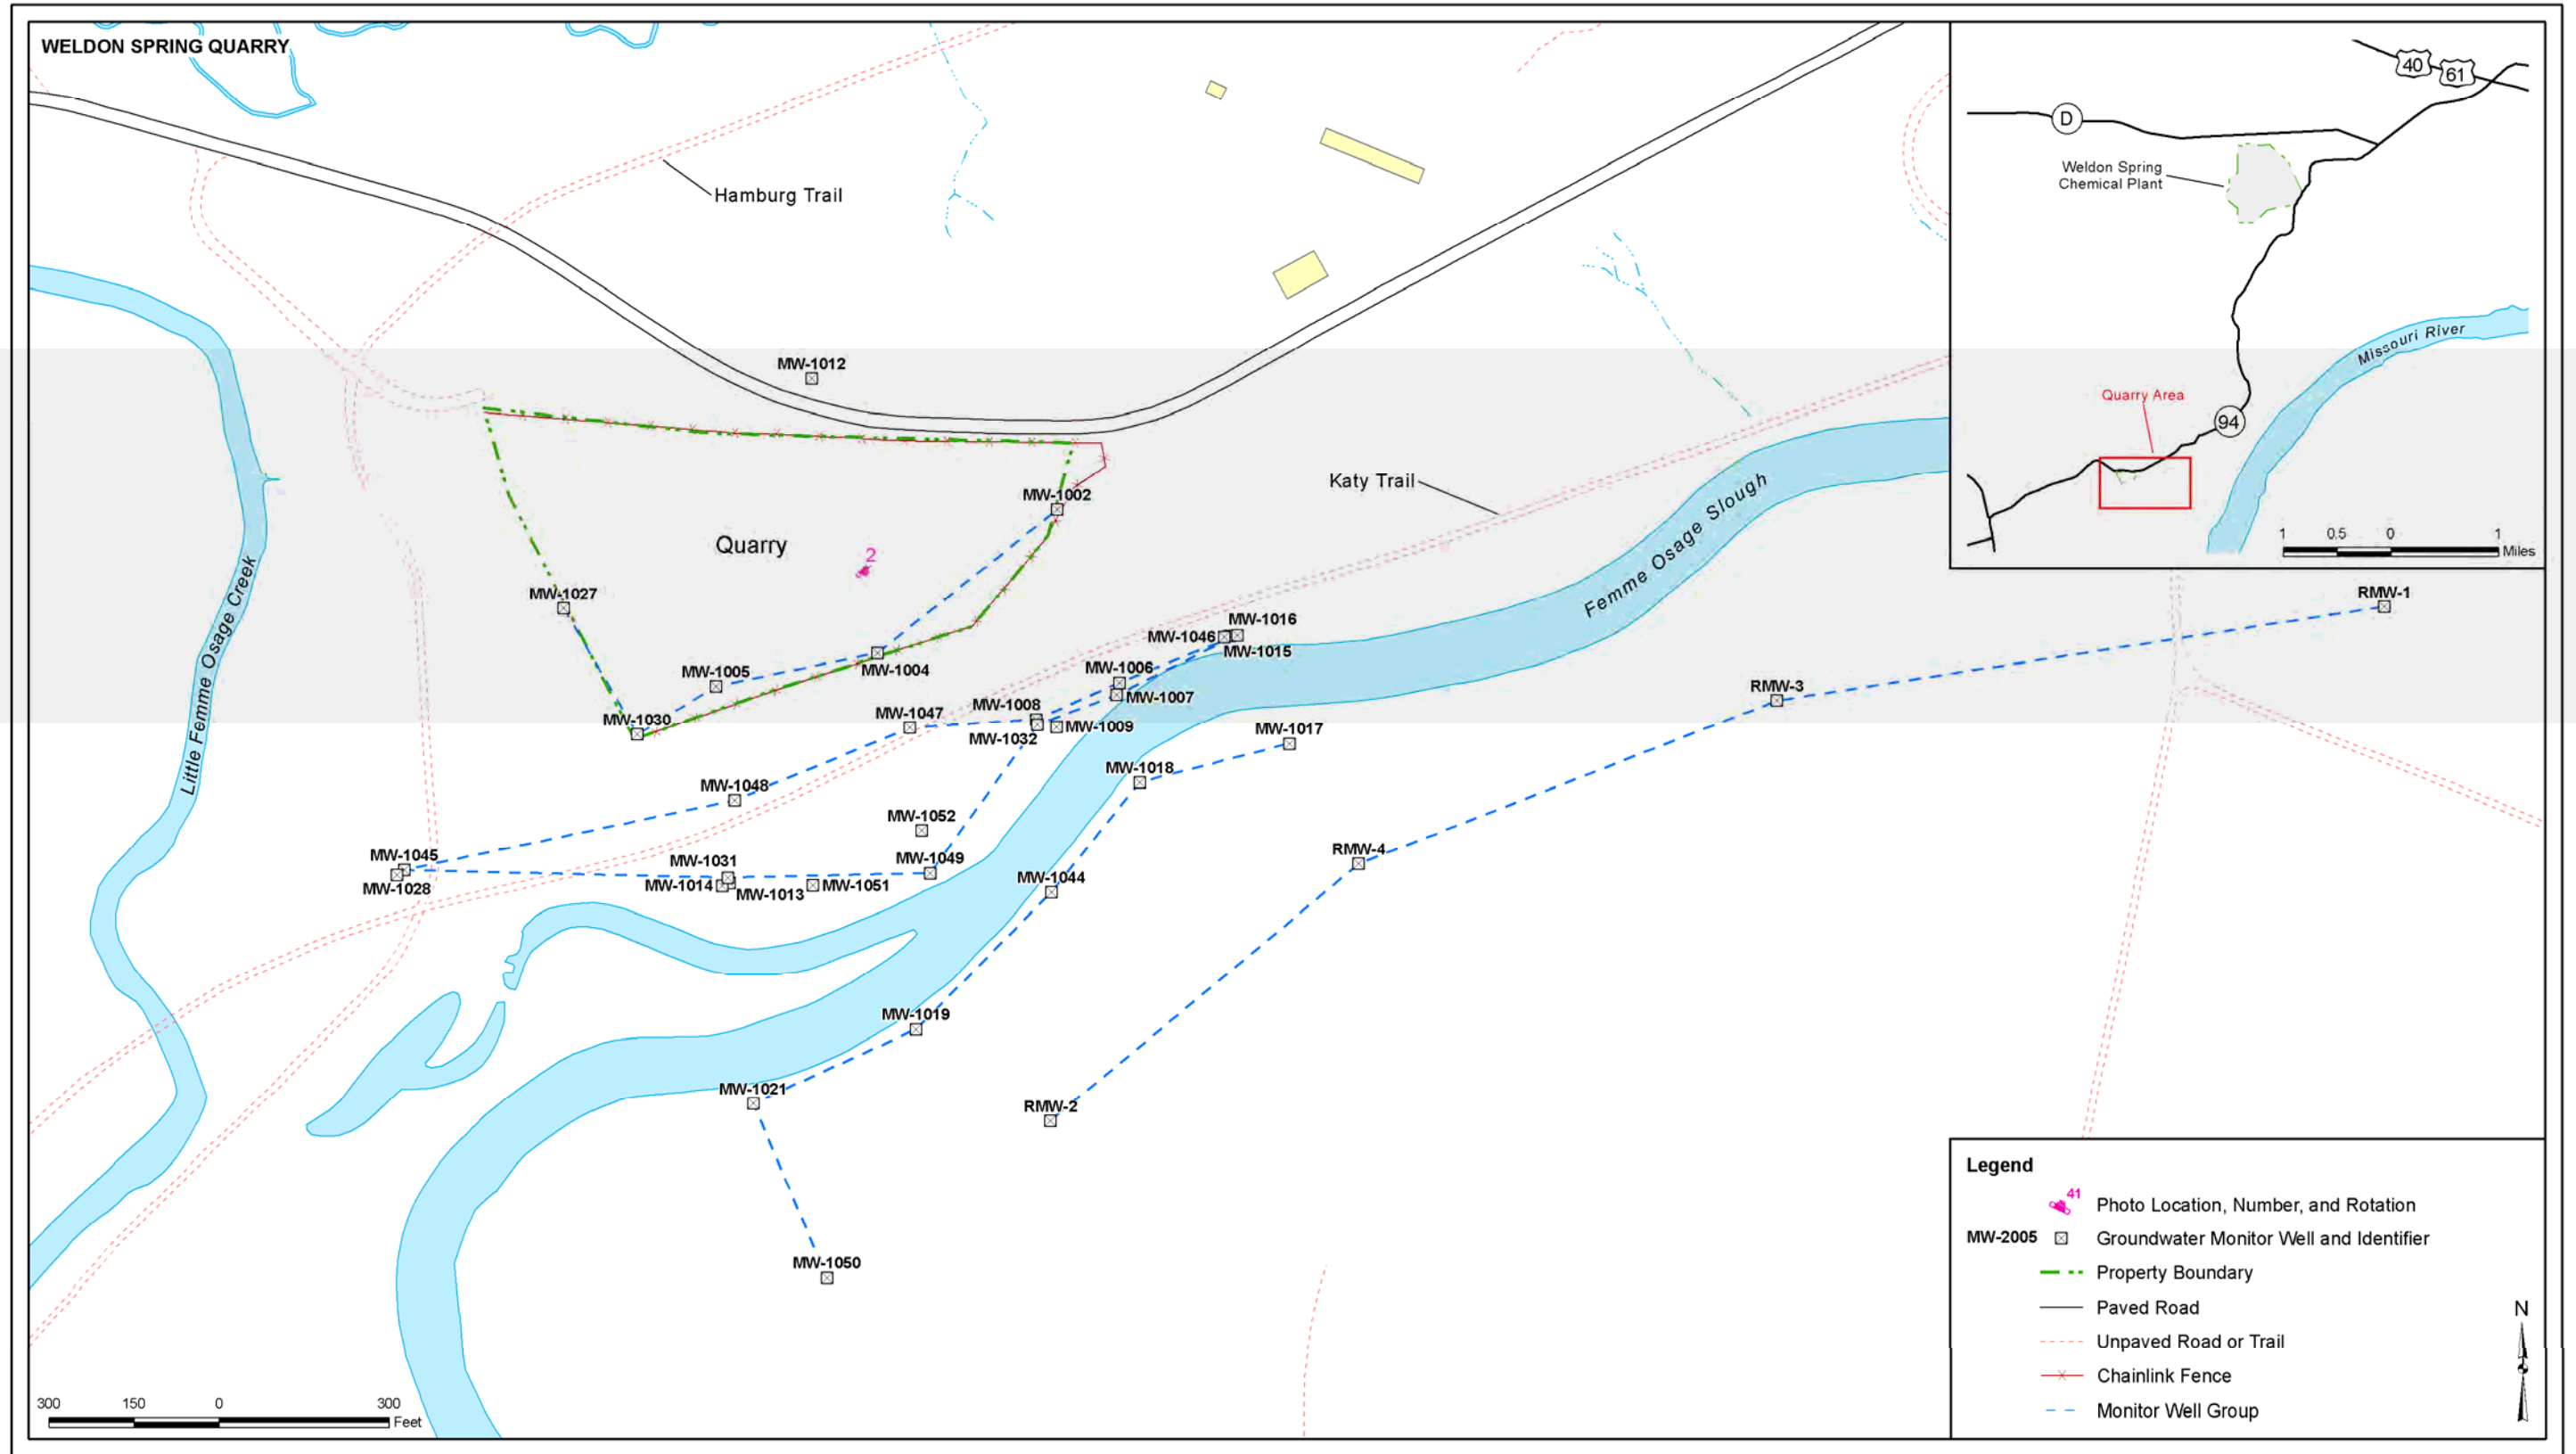 WELDON SPRING QUARRY
Hamburg Trail
MW-1012
MW-1002
Quarry
2
Katy Trail
Femme Osage Slough
Little Femme Osage Creek
MW-1027
MW-1016
MW-1046
MW-1015
MW-1005
MW-1004
MW-1006
MW-1007
MW-1030
MW-1047
MW-1008
MW-1009
MW-1032
MW-1017
MW-1018
RMW-1
RMW-3
MW-1048
MW-1052
MW-1045
MW-1028
MW-1031
MW-1014
MW-1013
MW-1051
MW-1049
MW-1044
RMW-4
MW-1019
MW-1021
RMW-2
MW-1050
300 150 0 300
Feet
40
61
D
Weldon Spring
Chemical Plant
Missouri River
Quarry Area
94
1 0.5 0 1
Miles
Legend
41
Photo Location, Number, and Rotation
MW-2005 Groundwater Monitor Well and Identifier
Property Boundary
Paved Road
Unpaved Road or Trail
Chainlink Fence
Monitor Well Group
N